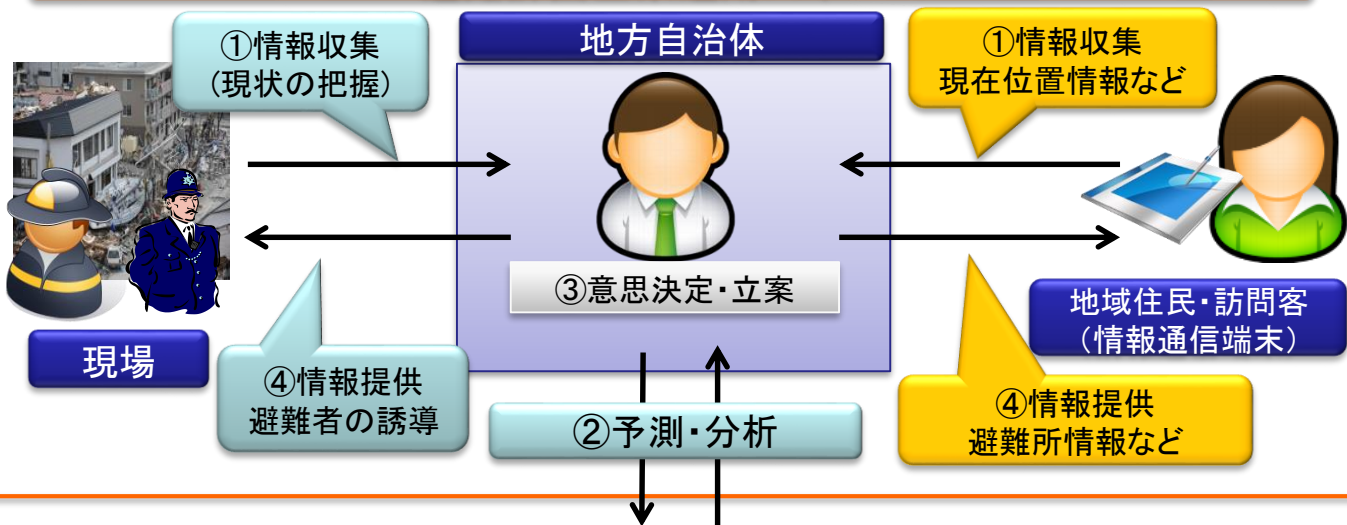 ①情報収集
（現状の把握）
地方自治体
①情報収集
現在位置情報など
③意思決定・立案
現場
④情報提供
避難者の誘導
②予測・分析
地域住民・訪問客
（情報通信端末）
④情報提供
避難所情報など